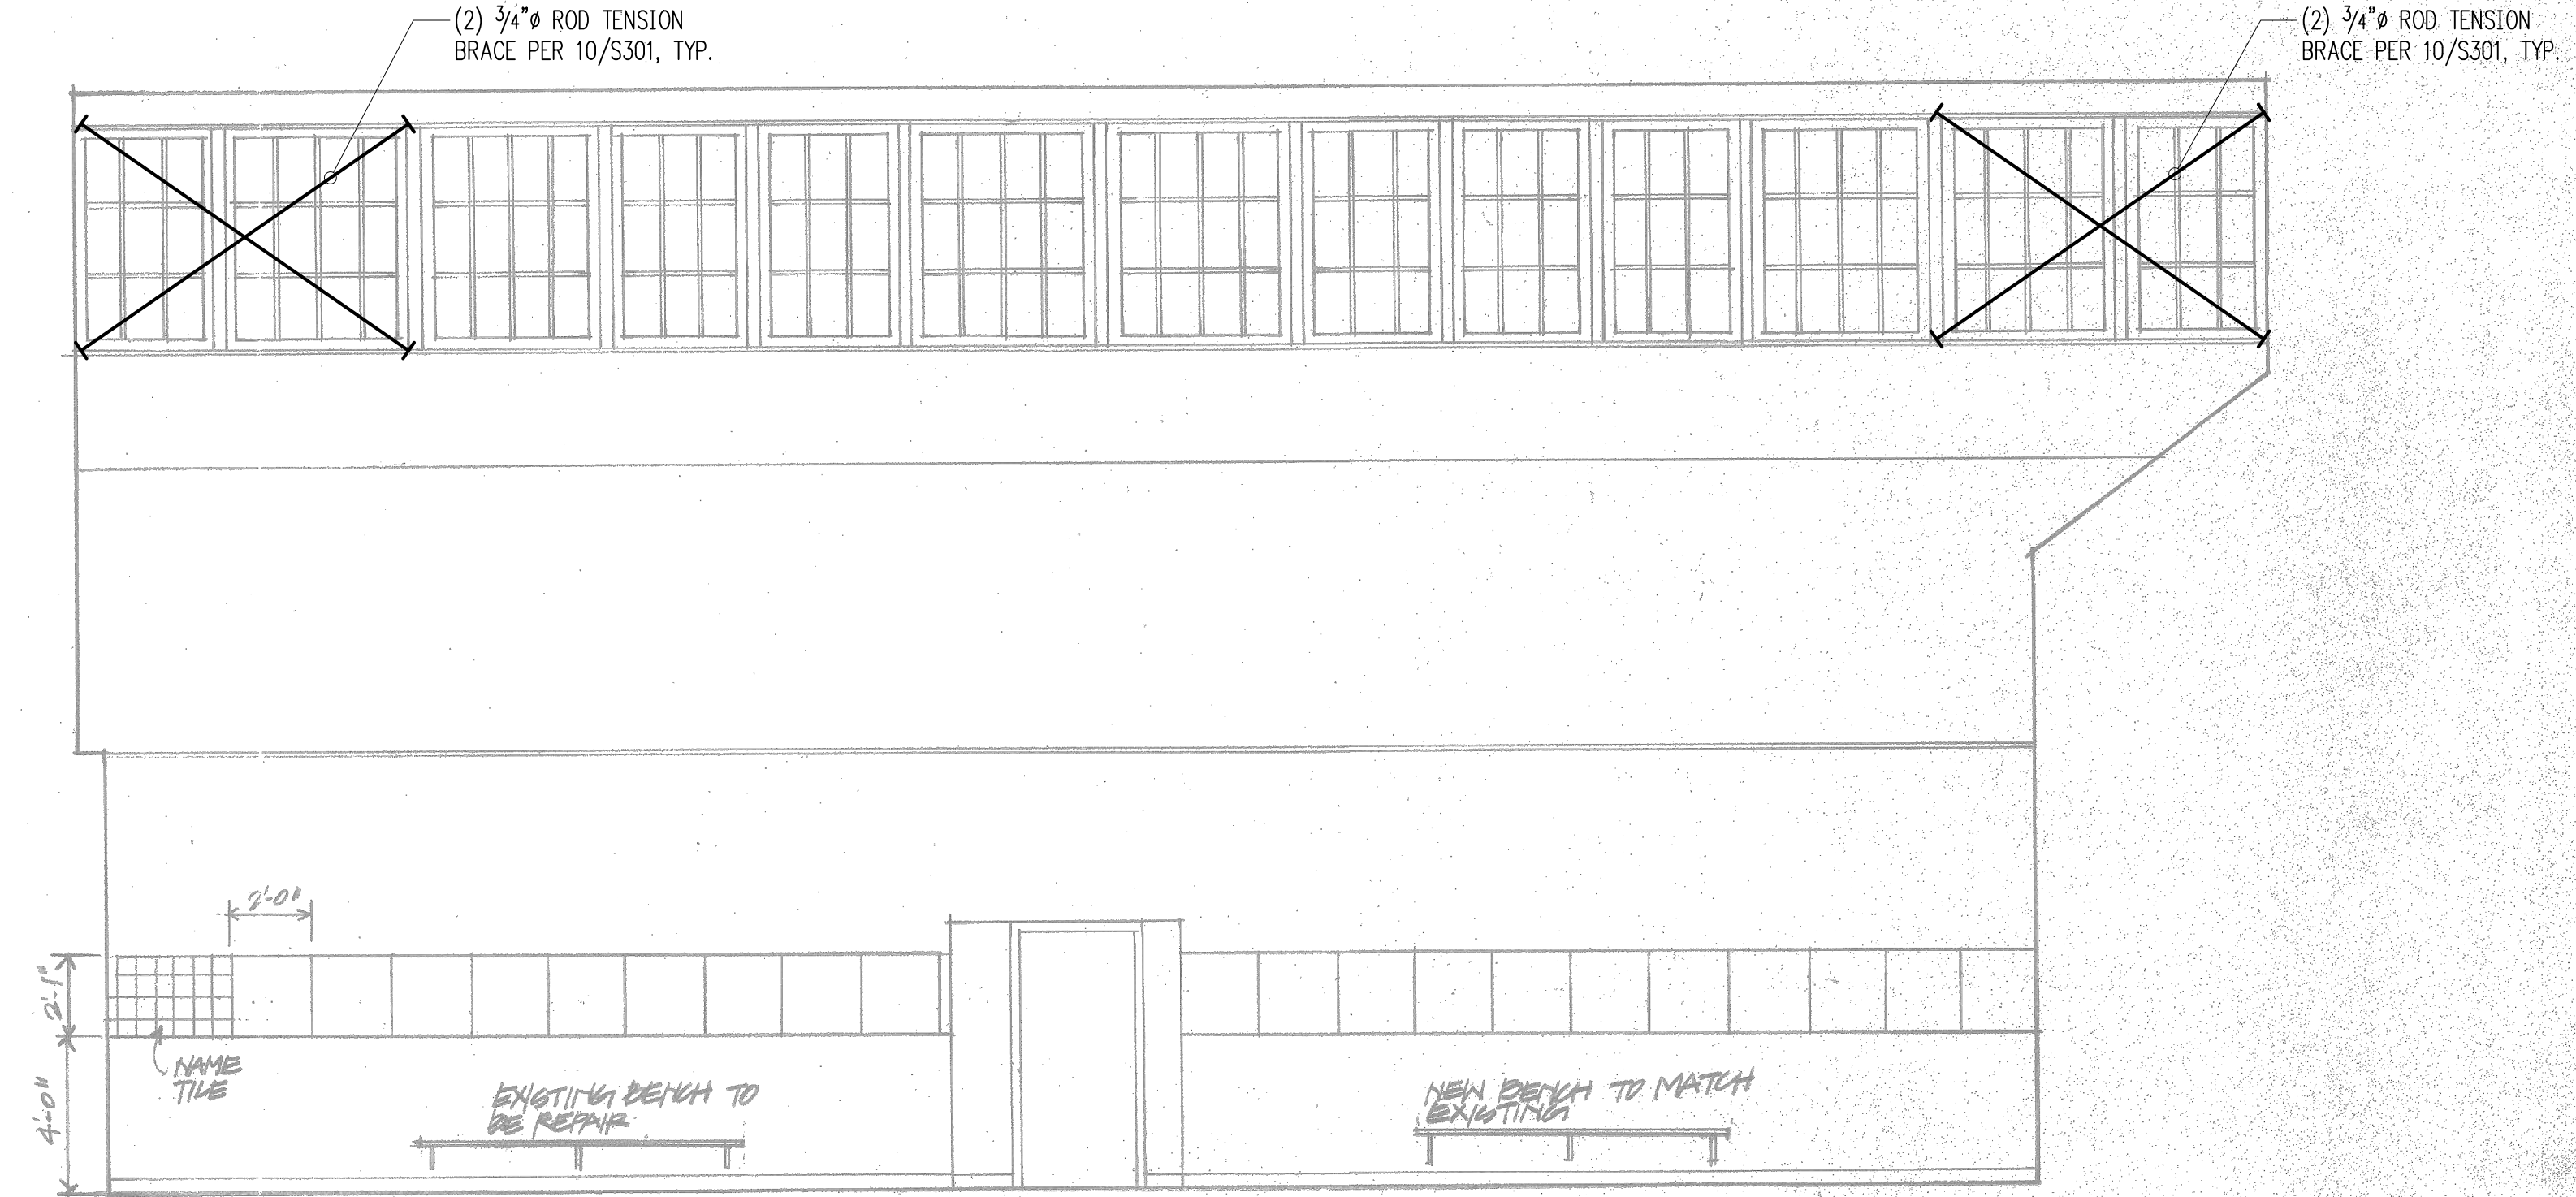 (2) 3/4"ø ROD TENSION
BRACE PER 10/S301, TYP.
(2) 3/4"ø ROD TENSION
BRACE PER 10/S301, TYP.
2'-0"
2'-1"
4'-0"
NAME
TILE
EXISTING BENCH TO
BE REPAIR
NEW BENCH TO MATCH
EXISTING